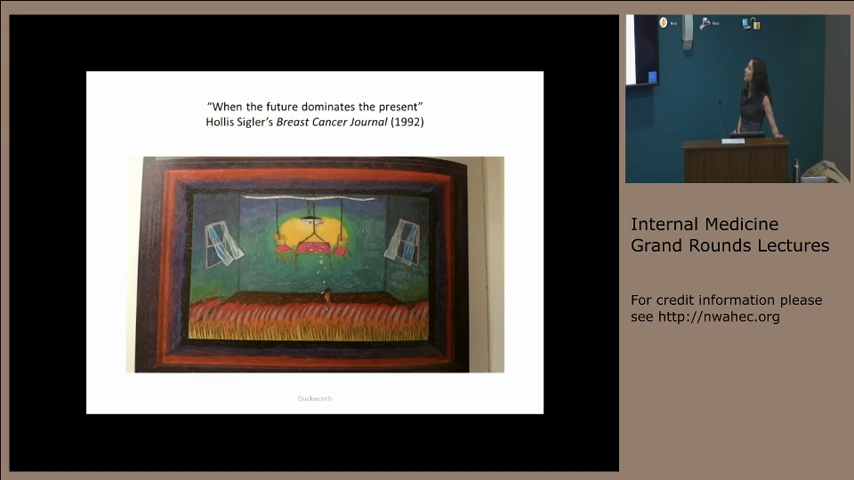 “When the future dominates the present”
Hollis Sigler’s Breast Cancer Journal (1992)
Duckworth
Internal Medicine
Grand Rounds Lectures
For credit information please
see http://nwahec.org